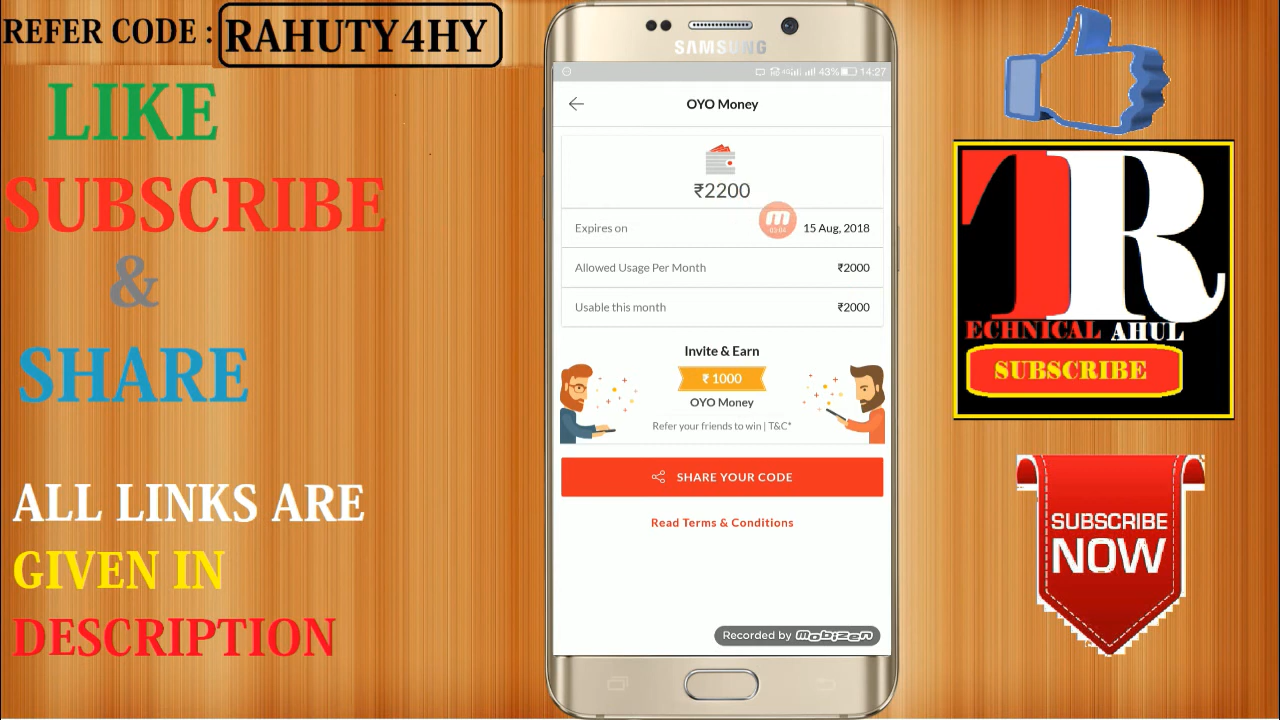 REFER CODE : RAHUTY4HY
LIKE
SUBSCRIBE
&
SHARE
ALL LINKS ARE
GIVEN IN
DESCRIPTION
SAMSUNG
43% 14:27
OYO Money
₹2200
Expires on 15 Aug, 2018
m
03:04
Allowed Usage Per Month ₹2000
Usable this month ₹2000
Invite & Earn
₹ 1000
OYO Money
Refer your friends to win | T&C*
SHARE YOUR CODE
Read Terms & Conditions
Recorded by mobizen
TR
ECHNICAL AHUL
SUBSCRIBE
SUBSCRIBE
NOW